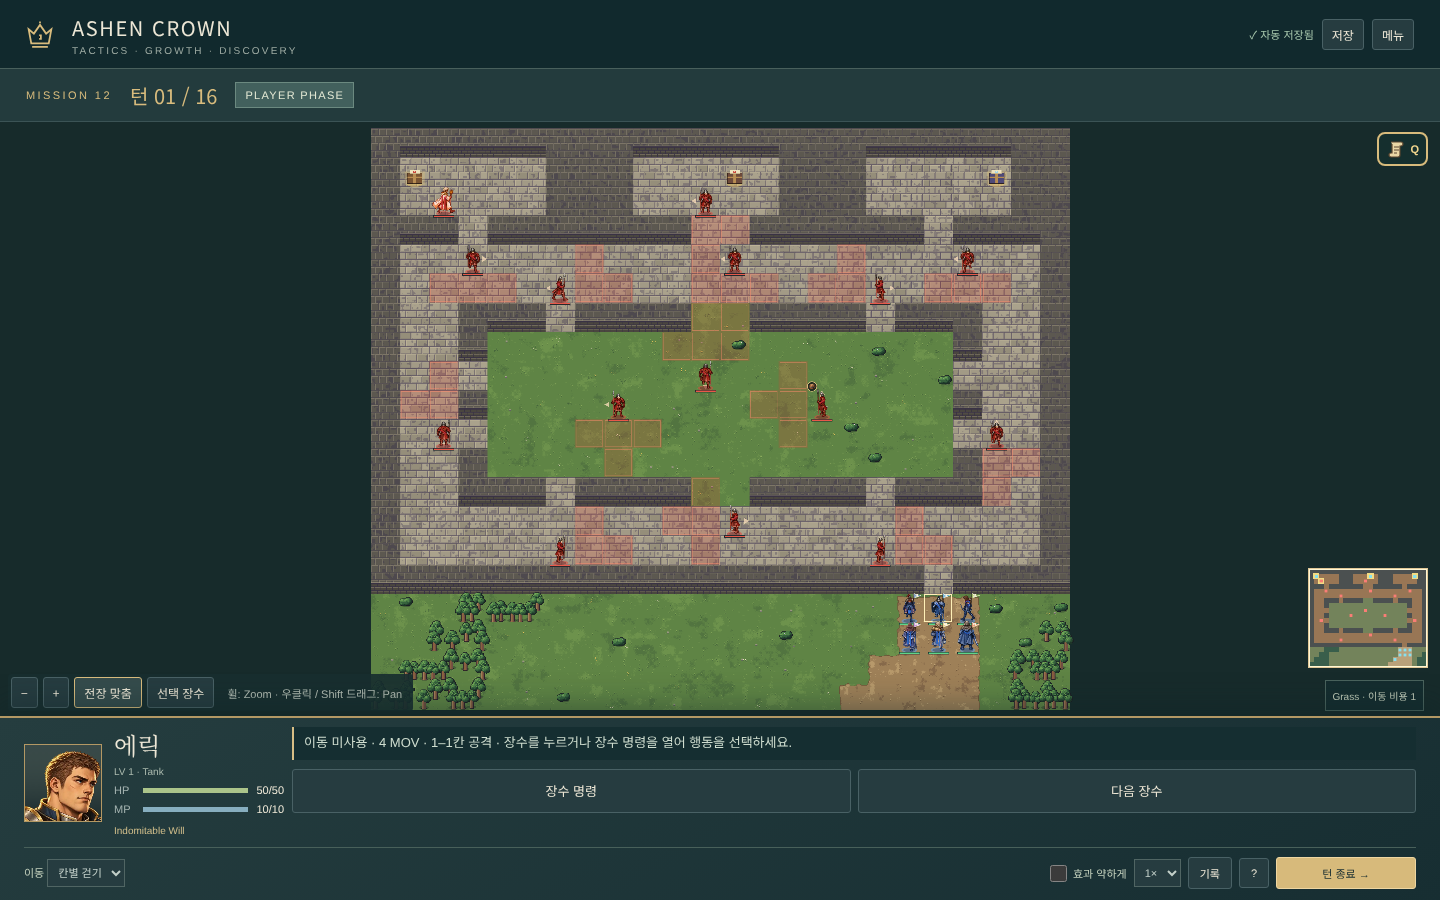 ASHEN CROWN
TACTICS · GROWTH · DISCOVERY
✓ 자동 저장됨
저장
메뉴
MISSION 12
턴 01 / 16
PLAYER PHASE
Q
−
+
전장 맞춤
선택 장수
휠: Zoom · 우클릭 / Shift 드래그: Pan
Grass · 이동 비용 1
에릭
LV 1 · Tank
HP 50/50
MP 10/10
Indomitable Will
이동 미사용 · 4 MOV · 1–1칸 공격 · 장수를 누르거나 장수 명령을 열어 행동을 선택하세요.
장수 명령
다음 장수
이동 칸별 걷기
효과 약하게
1×
기록
?
턴 종료 →